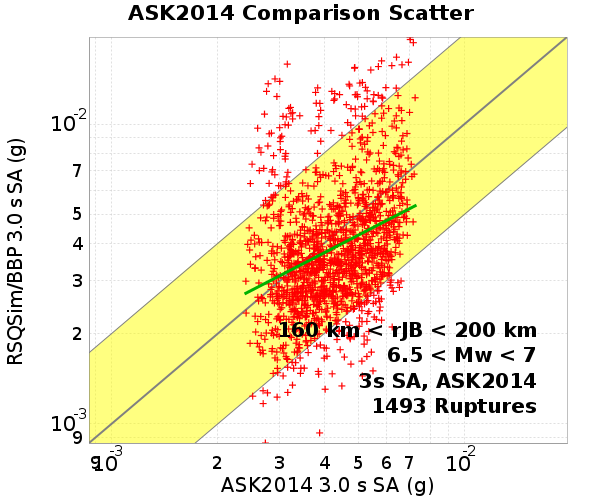 ASK2014 Comparison Scatter
RSQSim/BBP 3.0 s SA (g)
10-2
7
5
4
3
2
10-3
9
160 km < rJB < 200 km
6.5 < Mw < 7
3s SA, ASK2014
1493 Ruptures
9 10-3 2 3 4 5 6 7 10-2
ASK2014 3.0 s SA (g)